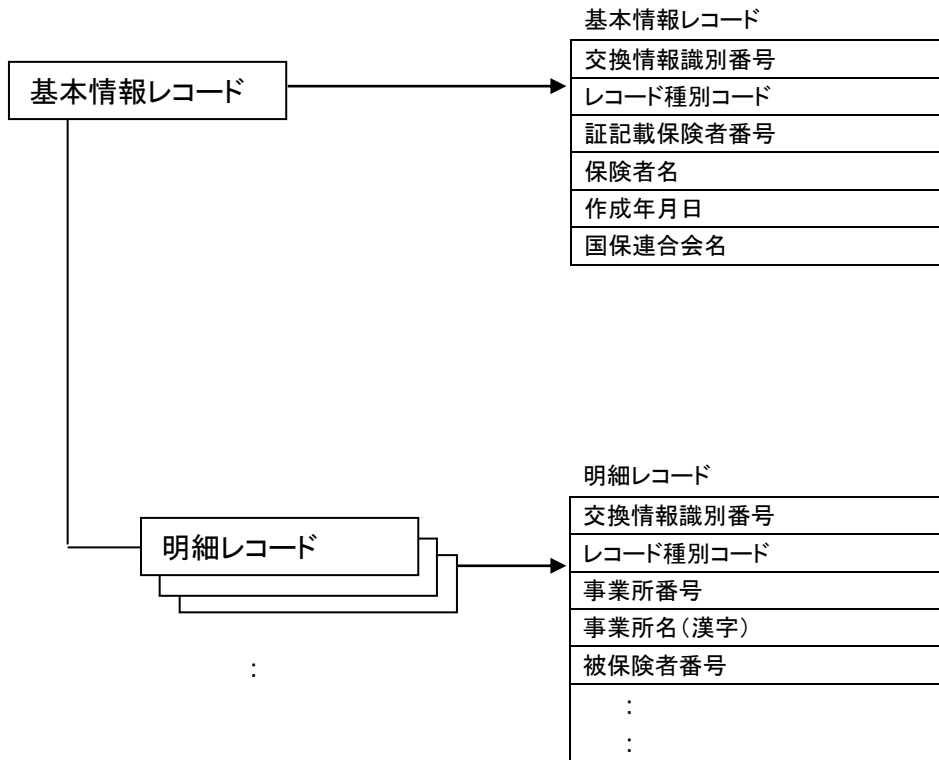 基本情報レコード
基本情報レコード
交換情報識別番号
レコード種別コード
証記載保険者番号
保険者名
作成年月日
国保連合会名
明細レコード
明細レコード
交換情報識別番号
レコード種別コード
事業所番号
事業所名(漢字)
被保険者番号
:
:
: